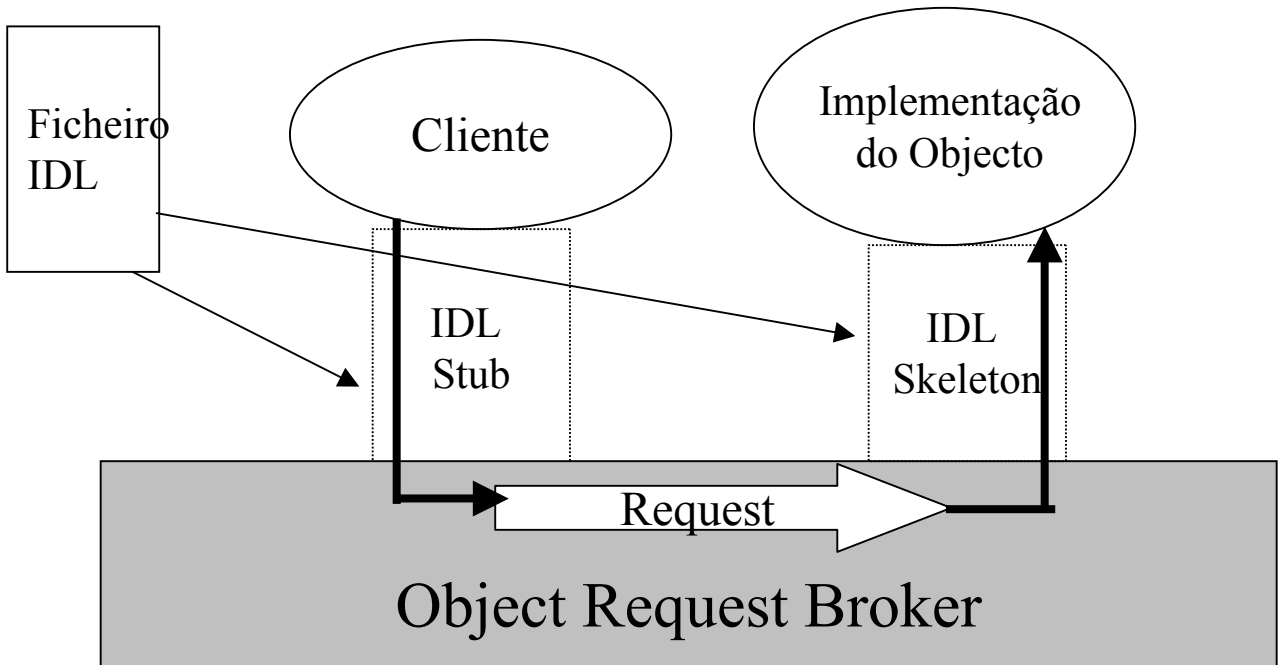 Ficheiro
IDL
Cliente
Implementação
do Objecto
IDL
Stub
IDL
Skeleton
Request
Object Request Broker